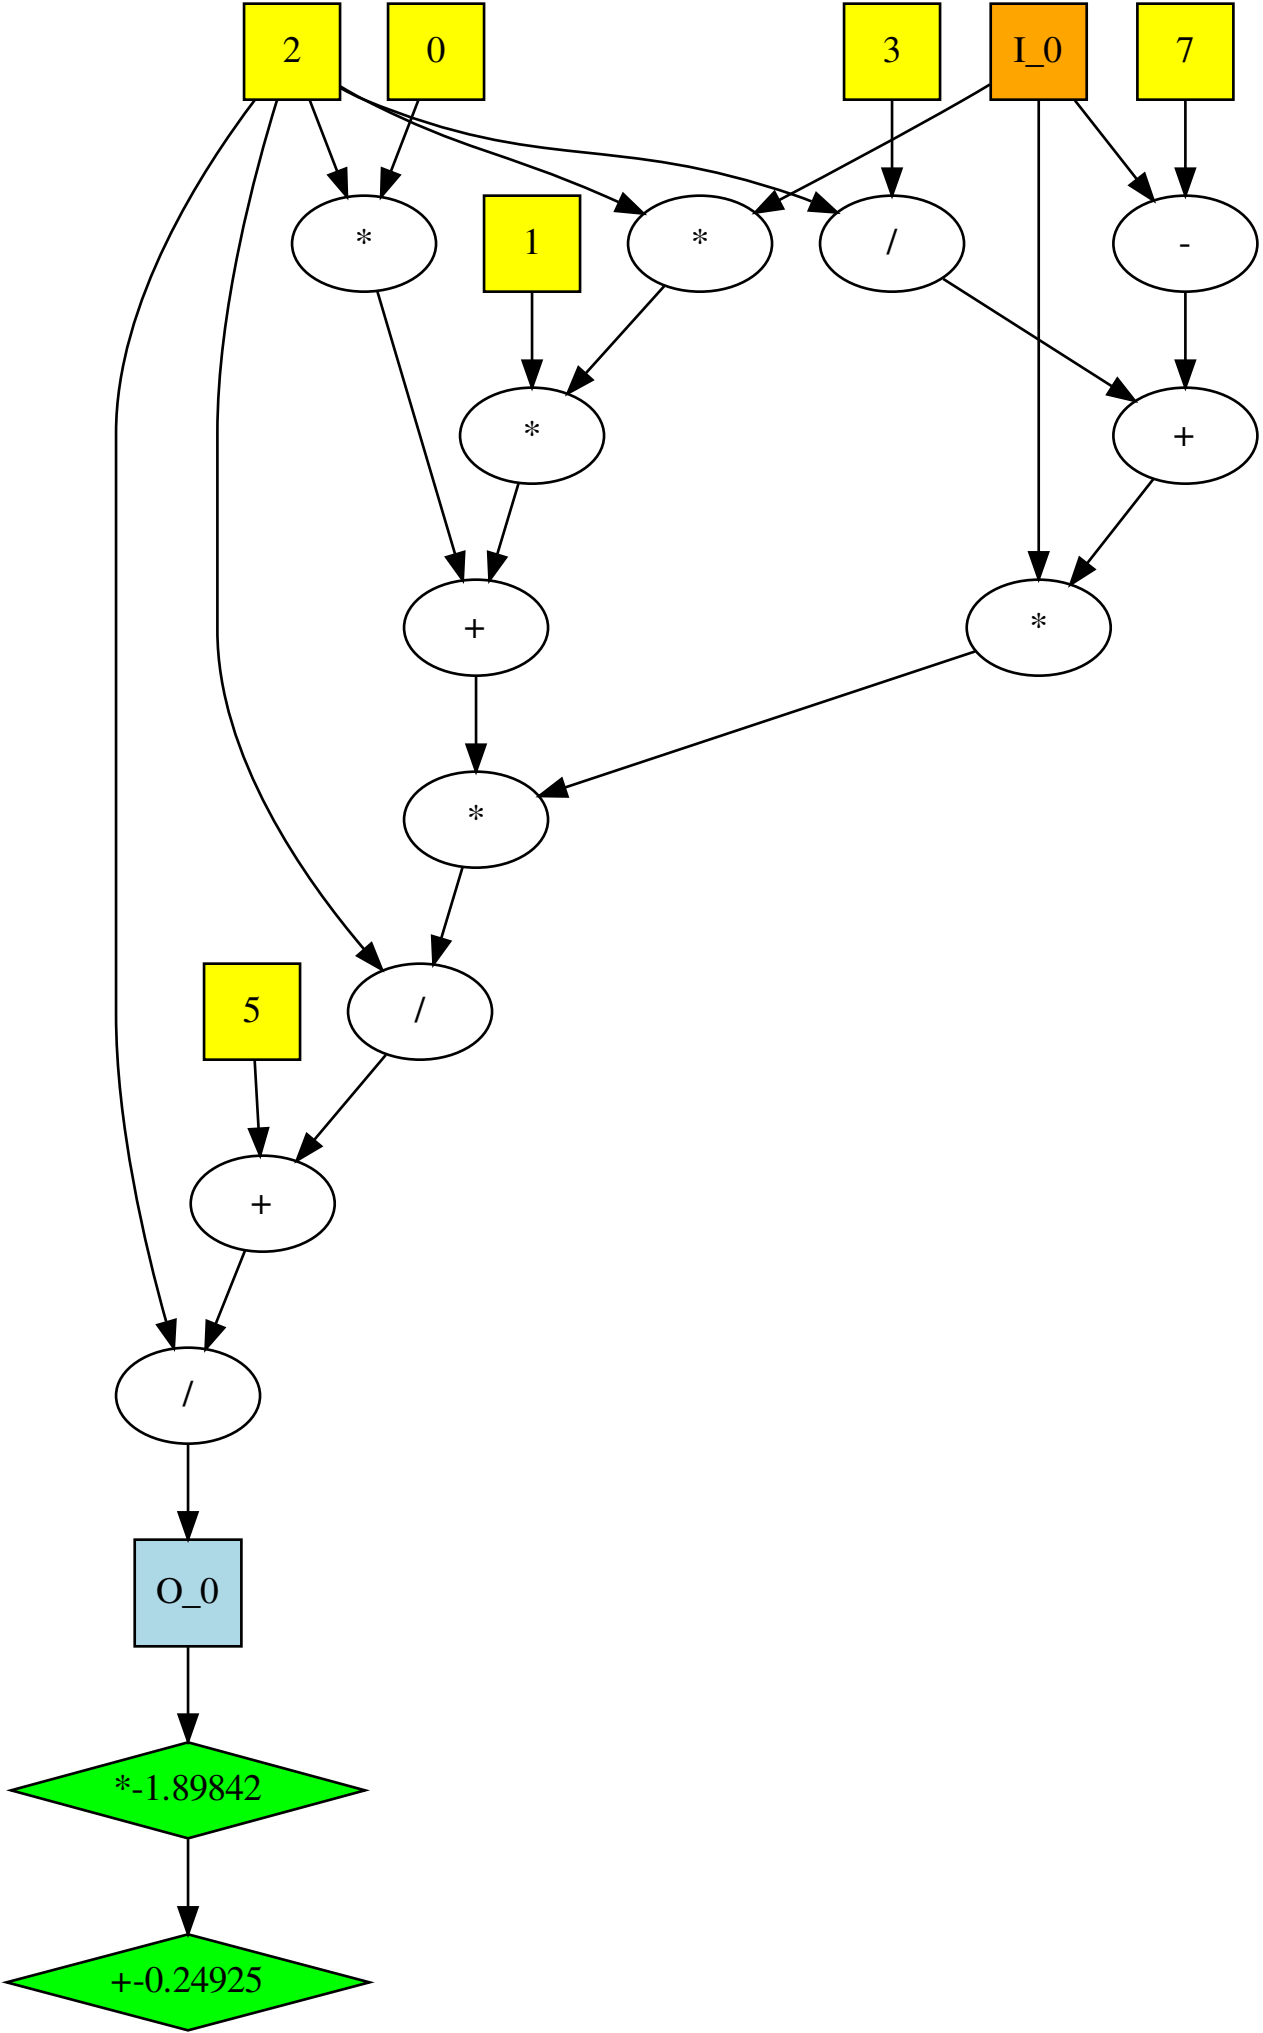 2 0 3 I_0 7
* 1 * / -
* +
+ *
*
5 /
+
/
O_0
*-1.89842
+-0.24925